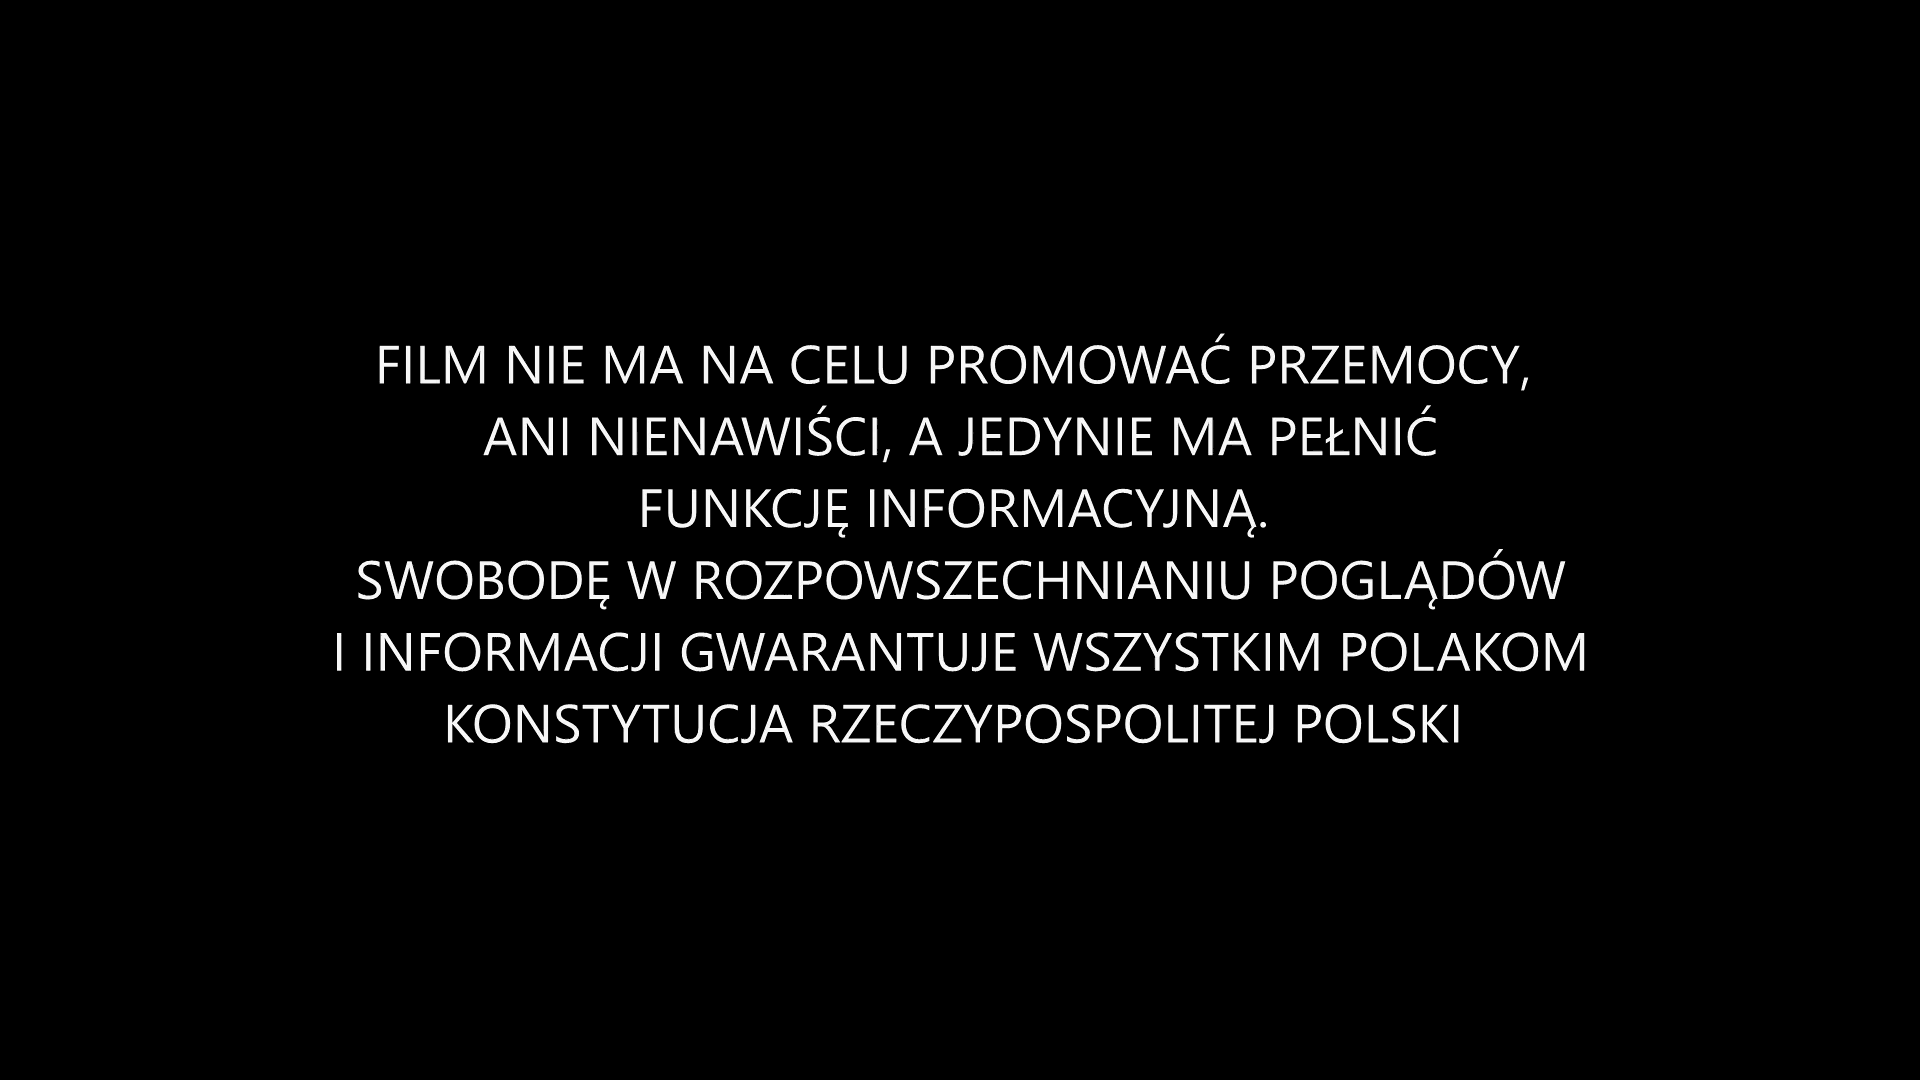 FILM NIE MA NA CELU PROMOWAĆ PRZEMOCY,
ANI NIENAWIŚCI, A JEDYNIE MA PEŁNIĆ
FUNKCJĘ INFORMACYJNĄ.
SWOBODĘ W ROZPOWSZECHNIANIU POGLĄDÓW
I INFORMACJI GWARANTUJE WSZYSTKIM POLAKOM
KONSTYTUCJA RZECZYPOSPOLITEJ POLSKI